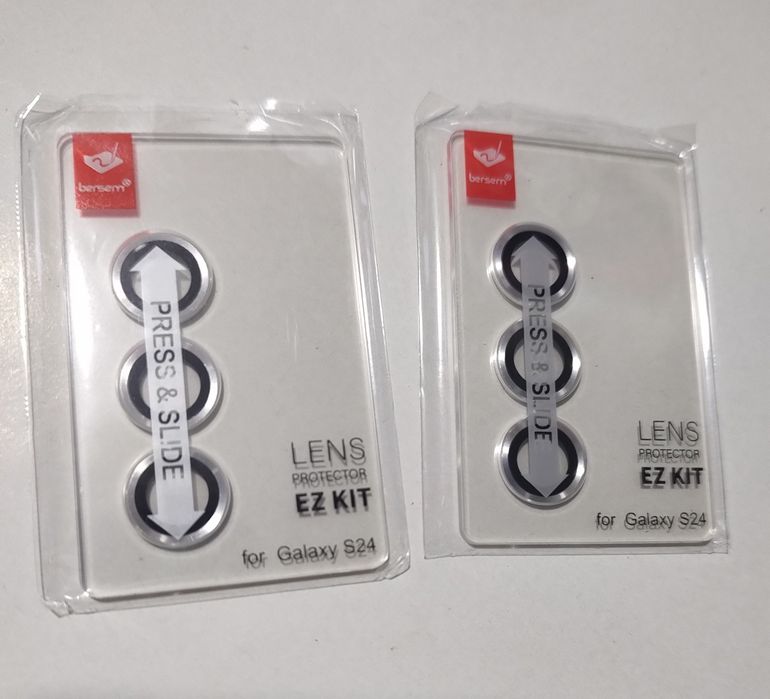 bersem®
PRESS & SLIDE
LENS
PROTECTOR
EZ KIT
for Galaxy S24
bersem®
PRESS & SLIDE
LENS
PROTECTOR
EZ KIT
for Galaxy S24